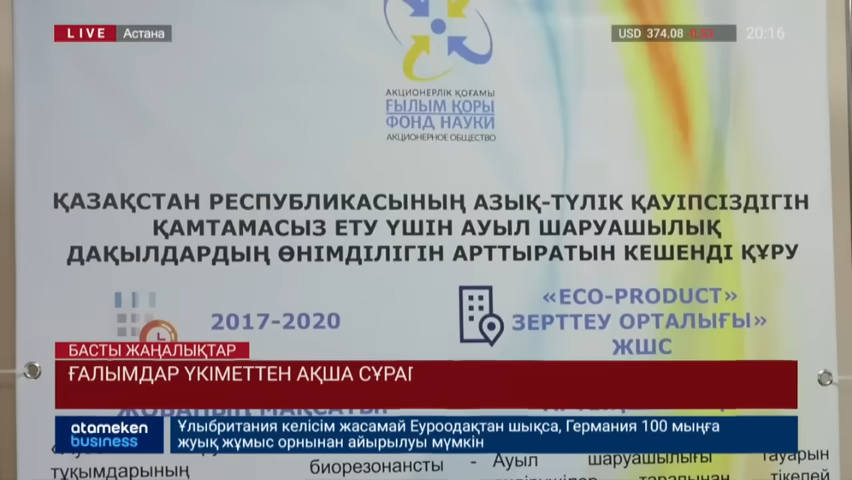 LIVE Астана
USD 374.08
20:16
АКЦИОНЕРЛІК ҚОҒАМЫ
ҒЫЛЫМ ҚОРЫ
ФОНД НАУКИ
АКЦИОНЕРНОЕ ОБЩЕСТВО
ҚАЗАҚСТАН РЕСПУБЛИКАСЫНЫҢ АЗЫҚ-ТҮЛІК ҚАУІПСІЗДІГІН
ҚАМТАМАСЫЗ ЕТУ ҮШІН АУЫЛ ШАРУАШЫЛЫҚ
ДАҚЫЛДАРДЫҢ ӨНІМДІЛІГІН АРТТЫРАТЫН КЕШЕНДІ ҚҰРУ
2017-2020
«ECO-PRODUCT»
ЗЕРТТЕУ ОРТАЛЫҒЫ»
ЖШС
БАСТЫ ЖАҢАЛЫҚТАР
ҒАЛЫМДАР ҮКІМЕТТЕН АҚША СҰРАП
atameken
business
Ұлыбритания келісім жасамай Еуроодақтан шықса, Германия 100 мыңға
жуық жұмыс орнынан айырылуы мүмкін
тұқымдарының биорезонансты - Ауыл шаруашылығы тауарын